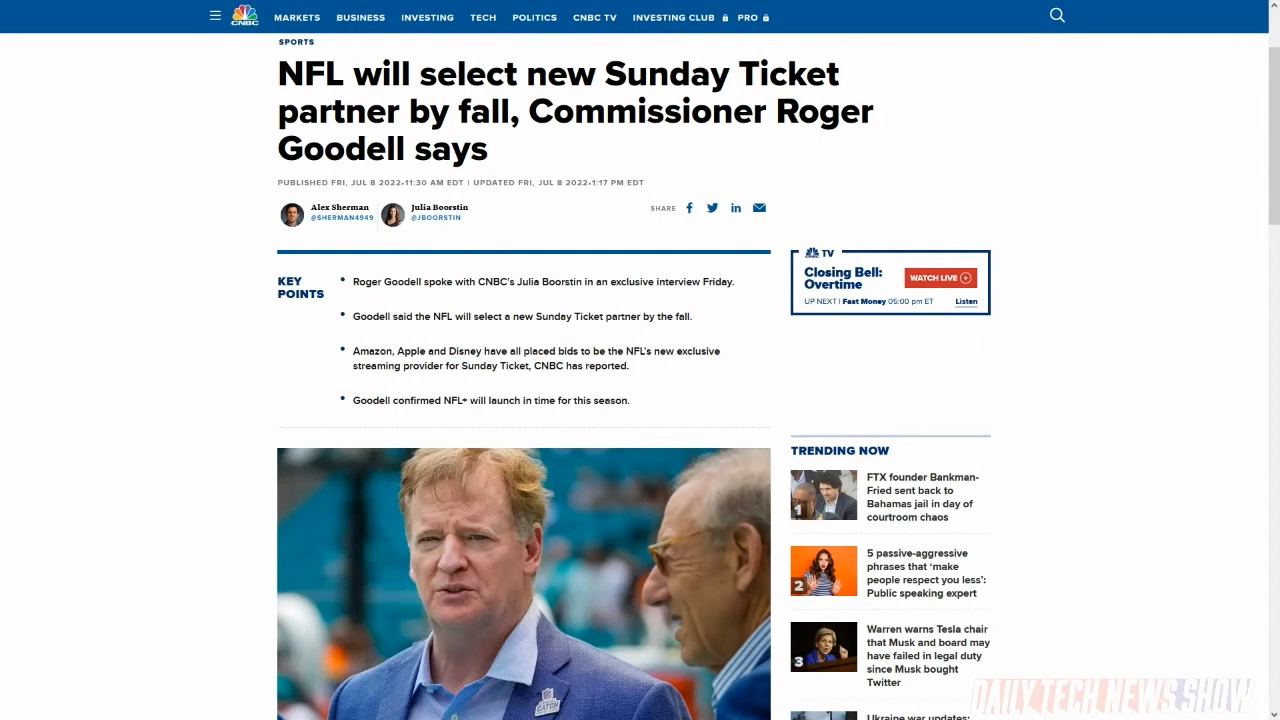 CNBC
MARKETS BUSINESS INVESTING TECH POLITICS CNBC TV INVESTING CLUB PRO
SPORTS
NFL will select new Sunday Ticket
partner by fall, Commissioner Roger
Goodell says
PUBLISHED FRI, JUL 8 2022•11:30 AM EDT | UPDATED FRI, JUL 8 2022•1:17 PM EDT
Alex Sherman
@SHERMAN4949
Julia Boorstin
@JBOORSTIN
SHARE
KEY
POINTS
• Roger Goodell spoke with CNBC's Julia Boorstin in an exclusive interview Friday.
• Goodell said the NFL will select a new Sunday Ticket partner by the fall.
• Amazon, Apple and Disney have all placed bids to be the NFL's new exclusive
streaming provider for Sunday Ticket, CNBC has reported.
• Goodell confirmed NFL+ will launch in time for this season.
TV
Closing Bell:
Overtime
WATCH LIVE
UP NEXT | Fast Money 05:00 pm ET
Listen
TRENDING NOW
1
FTX founder Bankman-
Fried sent back to
Bahamas jail in day of
courtroom chaos
2
5 passive-aggressive
phrases that ‘make
people respect you less’:
Public speaking expert
3
Warren warns Tesla chair
that Musk and board may
have failed in legal duty
since Musk bought
Twitter
Ukraine war updates:
DAILY TECH NEWS SHOW